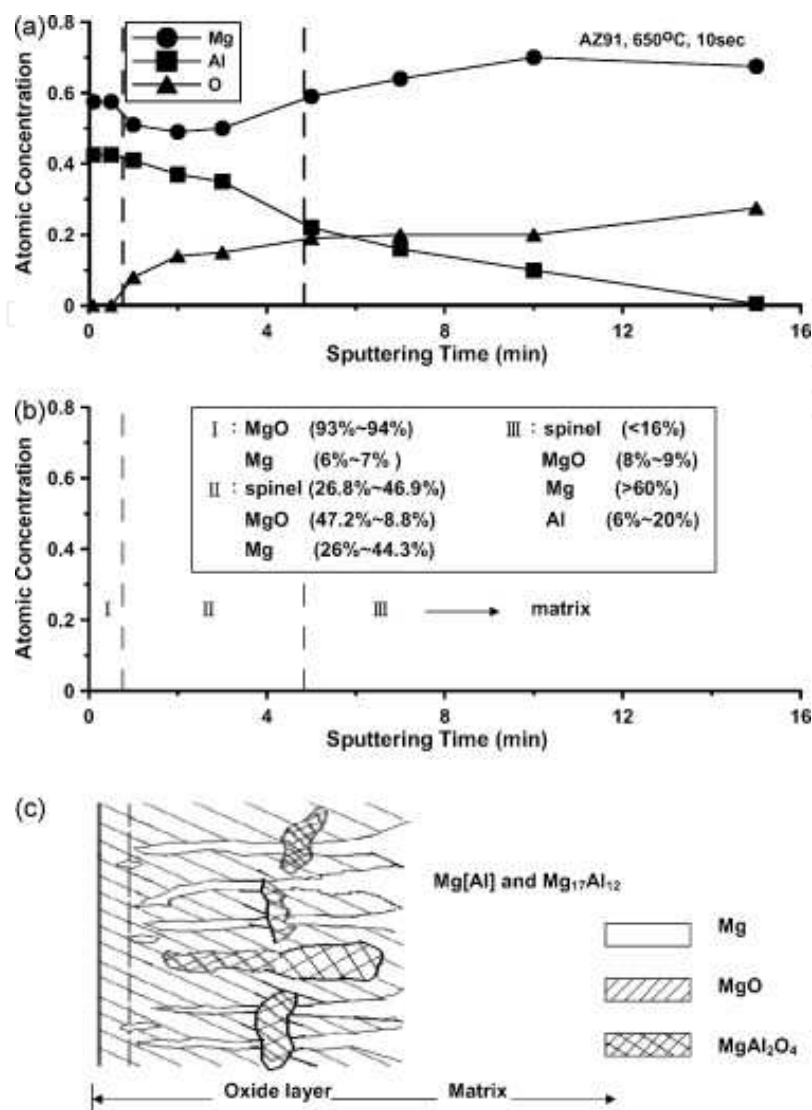 (a)
0.8
0.6
0.4
0.2
0
Atomic Concentration
Mg
Al
O
AZ91, 650ºC, 10sec
0 4 8 12 16
Sputtering Time (min)
(b)
0.8
0.6
0.4
0.2
0
Atomic Concentration
Ⅰ : MgO (93%~94%) Ⅲ : spinel (<16%)
Mg (6%~7% ) MgO (8%~9%)
Ⅱ : spinel (26.8%~46.9%) Mg (>60%)
MgO (47.2%~8.8%) Al (6%~20%)
Mg (26%~44.3%)
Ⅰ Ⅱ Ⅲ matrix
0 4 8 12 16
Sputtering Time (min)
(c)
Mg[Al] and Mg₁₇Al₁₂
Mg
MgO
MgAl₂O₄
Oxide layer Matrix